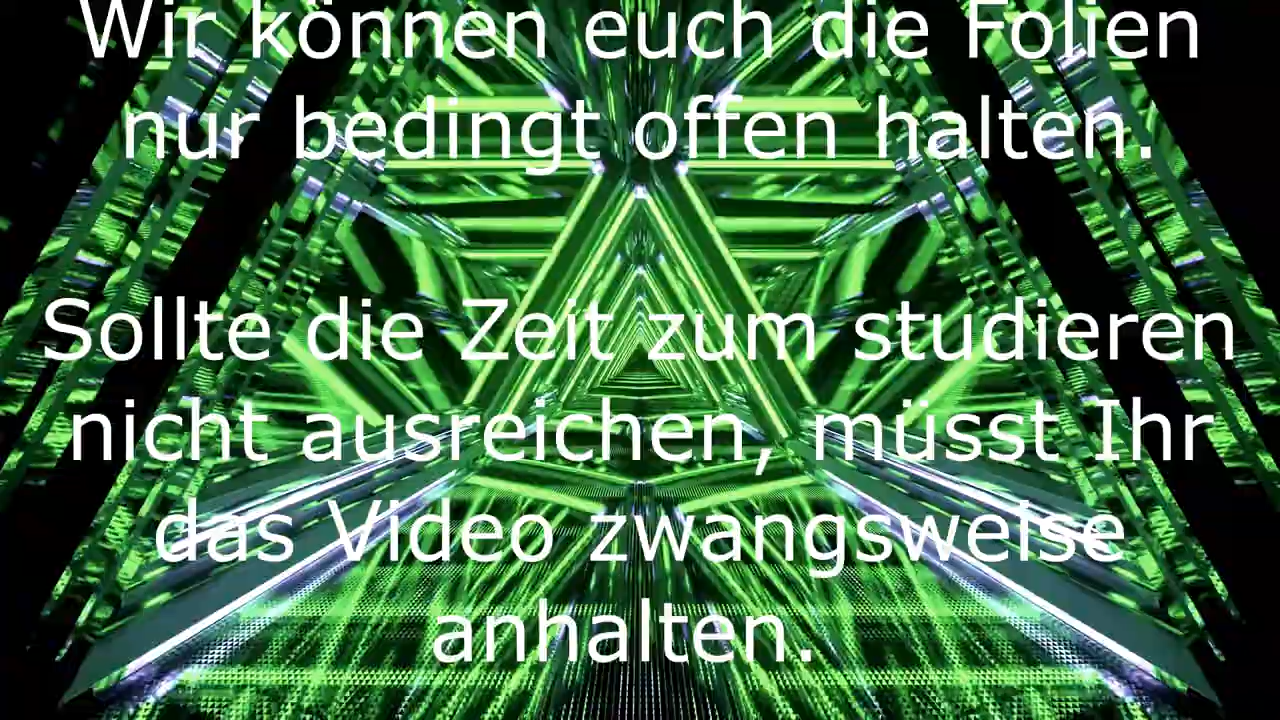 Wir können euch die Folien
nur bedingt offen halten.
Sollte die Zeit zum studieren
nicht ausreichen, müsst Ihr
das Video zwangsweise
anhalten.